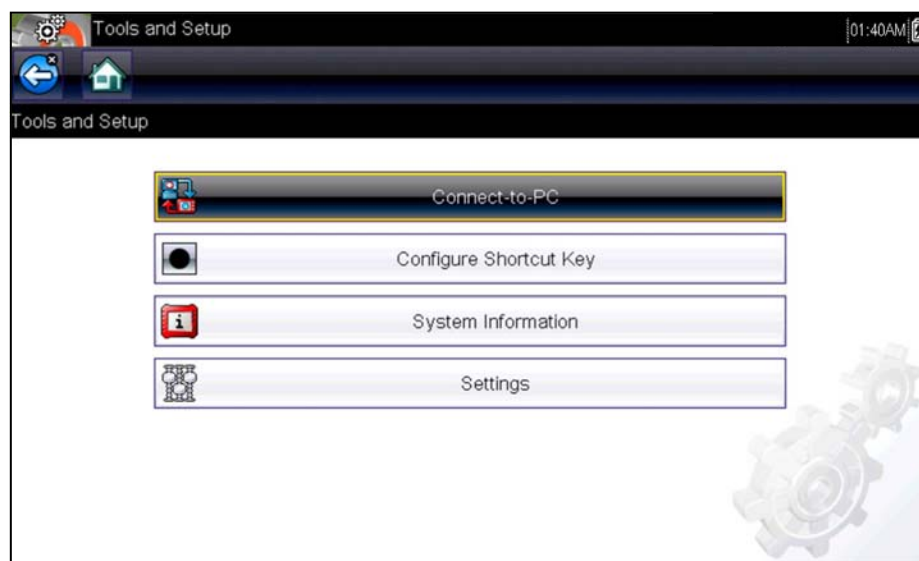 Tools and Setup 01:40AM
Tools and Setup
Connect-to-PC
Configure Shortcut Key
System Information
Settings